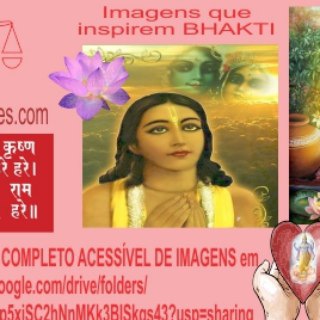 Imagens que
inspirem BHAKTI
es.com
कृष्ण
रे हरे।
राम
रे हरे॥
COMPLETO ACESSÍVEL DE IMAGENS em
oogle.com/drive/folders/